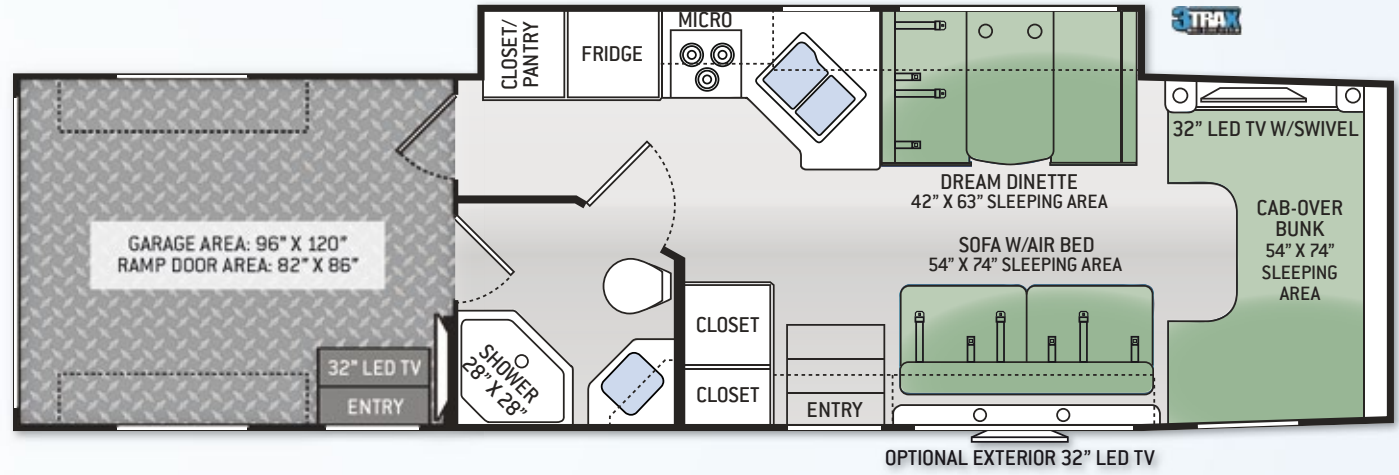 3TRAX
CLOSET/
PANTRY
FRIDGE
MICRO
32” LED TV W/SWIVEL
DREAM DINETTE
42” X 63” SLEEPING AREA
CAB-OVER
BUNK
54” X 74”
SLEEPING
AREA
GARAGE AREA: 96” X 120”
RAMP DOOR AREA: 82” X 86”
SOFA W/AIR BED
54” X 74” SLEEPING AREA
32” LED TV
ENTRY
SHOWER
28” X 28”
CLOSET
CLOSET
ENTRY
OPTIONAL EXTERIOR 32” LED TV